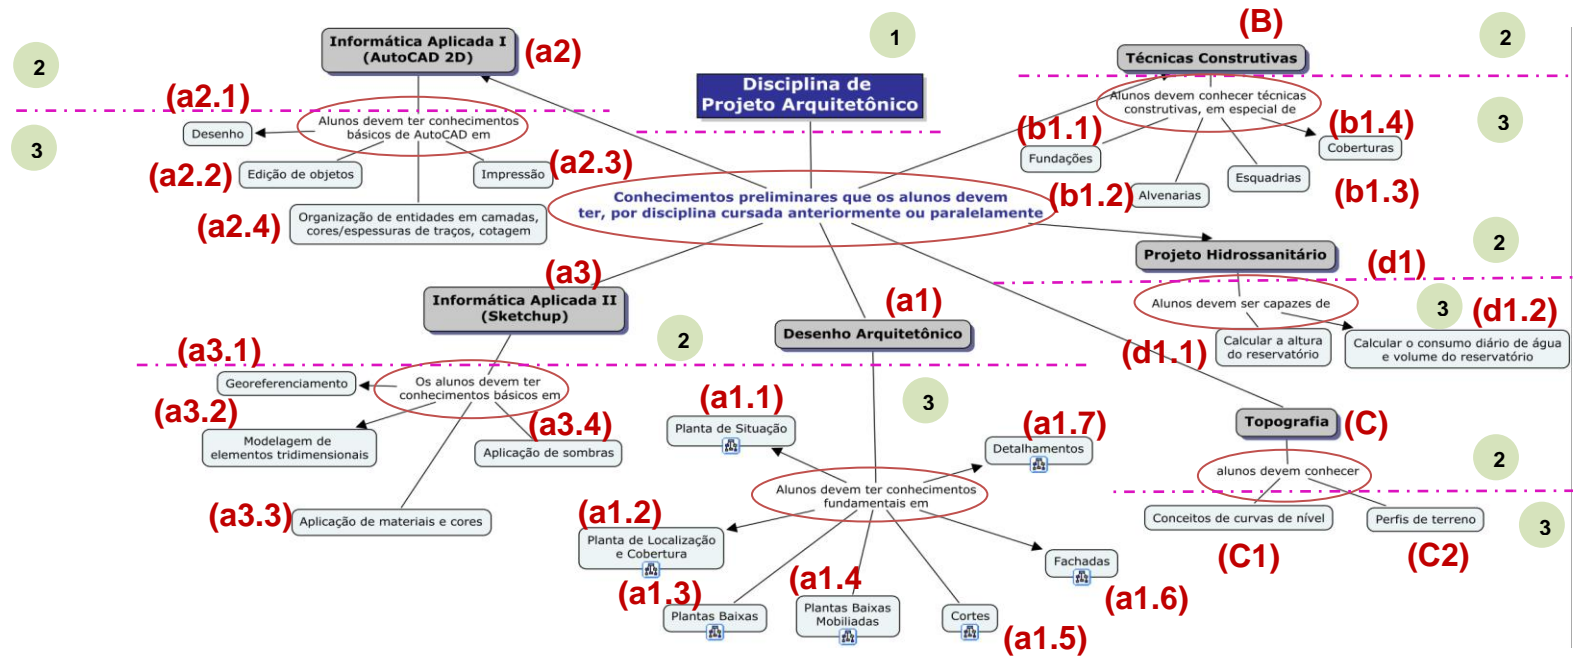 1
Disciplina de
Projeto Arquitetônico
Conhecimentos preliminares que os alunos devem
ter, por disciplina cursada anteriormente ou paralelamente
2
3
Informática Aplicada I
(AutoCAD 2D)
(a2)
(a2.1)
Alunos devem ter conhecimentos
básicos de AutoCAD em
Desenho
(a2.2)
Edição de objetos
Impressão
(a2.3)
(a2.4)
Organização de entidades em camadas,
cores/espessuras de traços, cotagem
(B)
2
Técnicas Construtivas
Alunos devem conhecer técnicas
construtivas, em especial de
3
(b1.1)
Fundações
(b1.4)
Coberturas
(b1.2)
Alvenarias
Esquadrias
(b1.3)
2
Projeto Hidrossanitário
(d1)
Alunos devem ser capazes de
3
(d1.2)
Calcular a altura
do reservatório
(d1.1)
Calcular o consumo diário de água
e volume do reservatório
(a3)
Informática Aplicada II
(Sketchup)
2
(a3.1)
Georeferenciamento
Os alunos devem ter
conhecimentos básicos em
(a3.2)
Modelagem de
elementos tridimensionais
(a3.4)
Aplicação de sombras
(a3.3)
Aplicação de materiais e cores
(a1)
Desenho Arquitetônico
3
(a1.1)
Planta de Situação
(a1.7)
Detalhamentos
Alunos devem ter conhecimentos
fundamentais em
(a1.2)
Planta de Localização
e Cobertura
(a1.3)
Plantas Baixas
(a1.4
Plantas Baixas
Mobiliadas
Cortes
(a1.5)
Fachadas
(a1.6)
Topografia
(C)
alunos devem conhecer
2
3
Conceitos de curvas de nível
Perfis de terreno
(C1)
(C2)